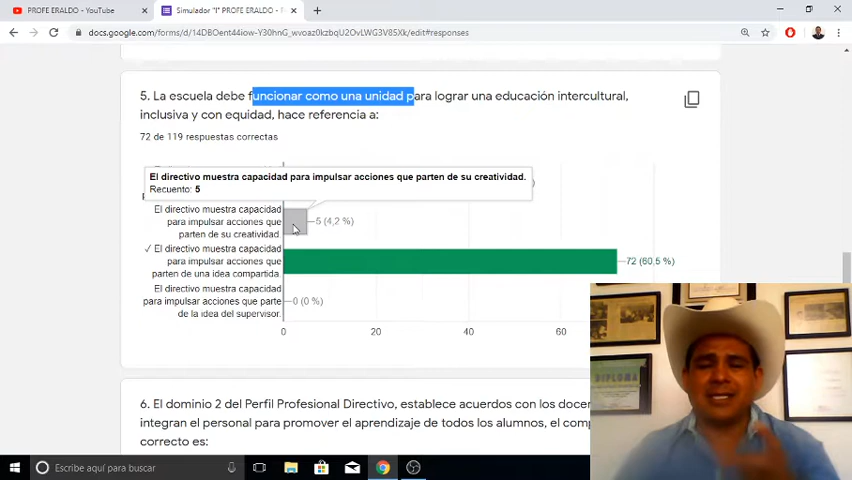 PROFE ERALDO - YouTube
Simulador "I" PROFE ERALDO -
docs.google.com/forms/d/14DBOent44iow-Y30hnG_wvoaz0kzbqU2OvLWG3V85Xk/edit#responses
5. La escuela debe funcionar como una unidad para lograr una educación intercultural,
inclusiva y con equidad, hace referencia a:
72 de 119 respuestas correctas
El directivo muestra capacidad para impulsar acciones que parten de su creatividad.
Recuento: 5
El directivo muestra capacidad
para impulsar acciones que
parten de su creatividad.
5 (4,2 %)
✓ El directivo muestra capacidad
para impulsar acciones que
parten de una idea compartida.
72 (60,5 %)
El directivo muestra capacidad
para impulsar acciones que parte
de la idea del supervisor.
0 (0 %)
0
20
40
60
6. El dominio 2 del Perfil Profesional Directivo, establece acuerdos con los docen
integran el personal para promover el aprendizaje de todos los alumnos, el comp
correcto es:
DIPLOMA
Escribe aquí para buscar